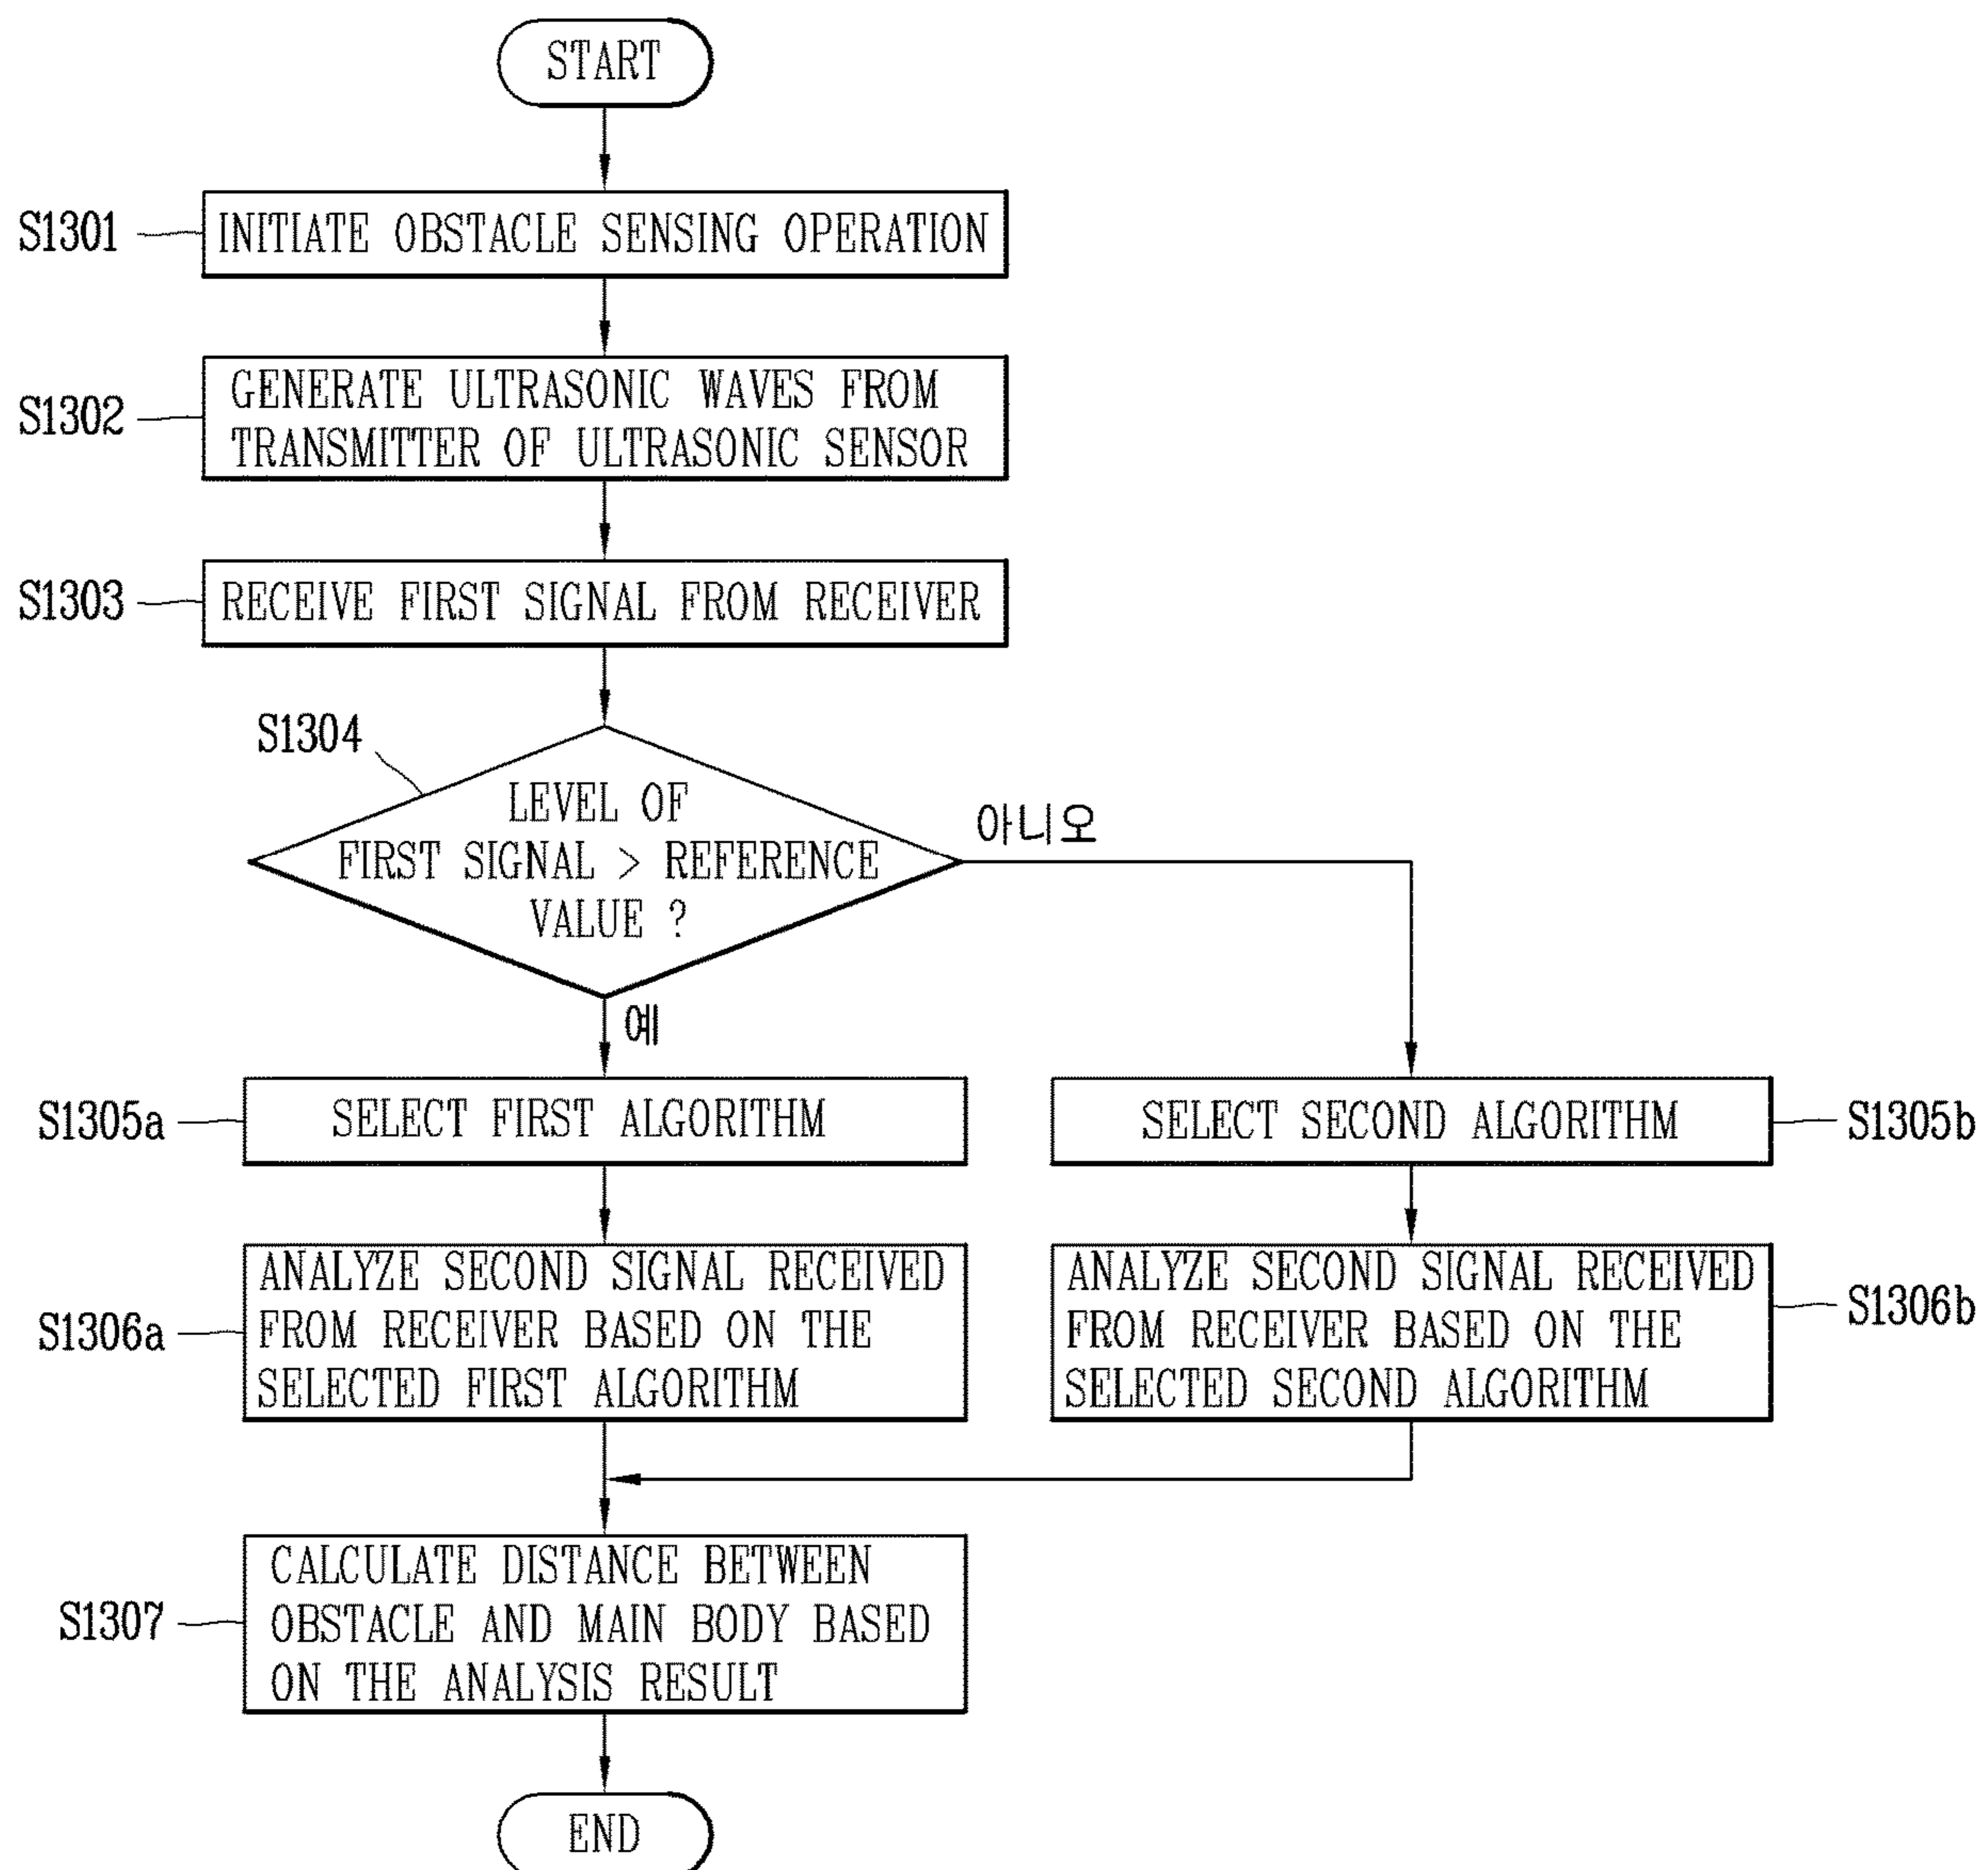 START
S1301
INITIATE OBSTACLE SENSING OPERATION
S1302
GENERATE ULTRASONIC WAVES FROM
TRANSMITTER OF ULTRASONIC SENSOR
S1303
RECEIVE FIRST SIGNAL FROM RECEIVER
S1304
LEVEL OF
FIRST SIGNAL > REFERENCE
VALUE ?
아니오
예
S1305a
SELECT FIRST ALGORITHM
SELECT SECOND ALGORITHM
S1305b
S1306a
ANALYZE SECOND SIGNAL RECEIVED
FROM RECEIVER BASED ON THE
SELECTED FIRST ALGORITHM
ANALYZE SECOND SIGNAL RECEIVED
FROM RECEIVER BASED ON THE
SELECTED SECOND ALGORITHM
S1306b
S1307
CALCULATE DISTANCE BETWEEN
OBSTACLE AND MAIN BODY BASED
ON THE ANALYSIS RESULT
END